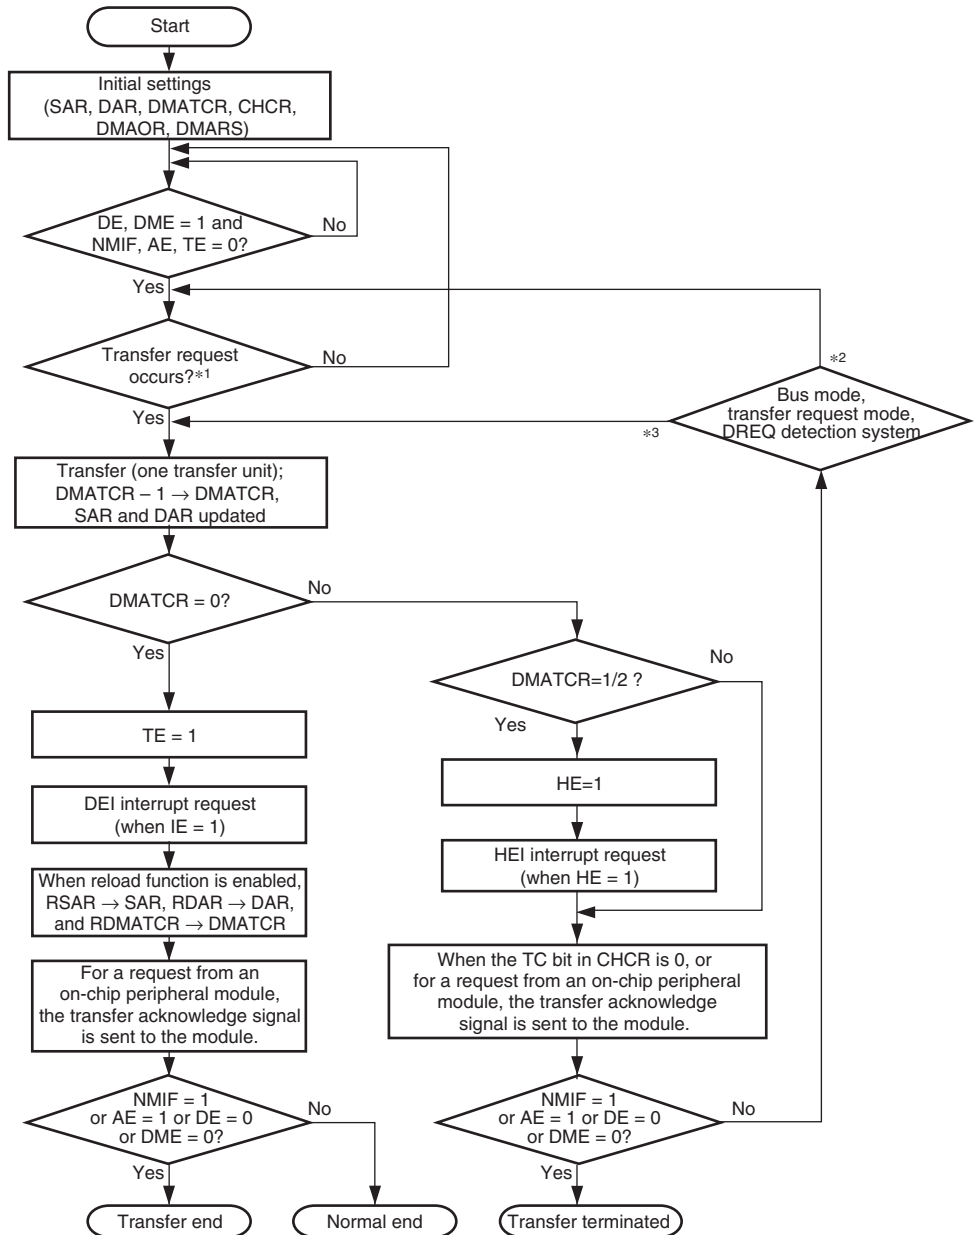 Start
Initial settings
(SAR, DAR, DMATCR, CHCR,
DMAOR, DMARS)
DE, DME = 1 and
NMIF, AE, TE = 0?
No
Yes
Transfer request
occurs?*1
No
Yes
*2
Bus mode,
transfer request mode,
DREQ detection system
*3
Transfer (one transfer unit);
DMATCR – 1 → DMATCR,
SAR and DAR updated
DMATCR = 0?
No
Yes
DMATCR=1/2 ?
No
Yes
TE = 1
HE=1
DEI interrupt request
(when IE = 1)
HEI interrupt request
(when HE = 1)
When reload function is enabled,
RSAR → SAR, RDAR → DAR,
and RDMATCR → DMATCR
When the TC bit in CHCR is 0, or
for a request from an on-chip peripheral
module, the transfer acknowledge
signal is sent to the module.
For a request from an
on-chip peripheral module,
the transfer acknowledge signal
is sent to the module.
NMIF = 1
or AE = 1 or DE = 0
or DME = 0?
No
Yes
NMIF = 1
or AE = 1 or DE = 0
or DME = 0?
No
Yes
Transfer end
Normal end
Transfer terminated